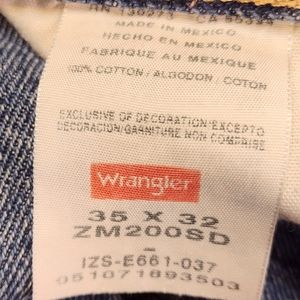 MADE IN MEXICO
HECHO EN MEXICO
FABRIQUE AU MEXIQUE
100% COTTON / ALGODON / COTON
EXCLUSIVE OF DECORATION EXCEPTO
DECORACION/GARNITURE NON COMPRISE
Wrangler
35 X 32
ZM200SD
–
IZS-E661-037
051071893503